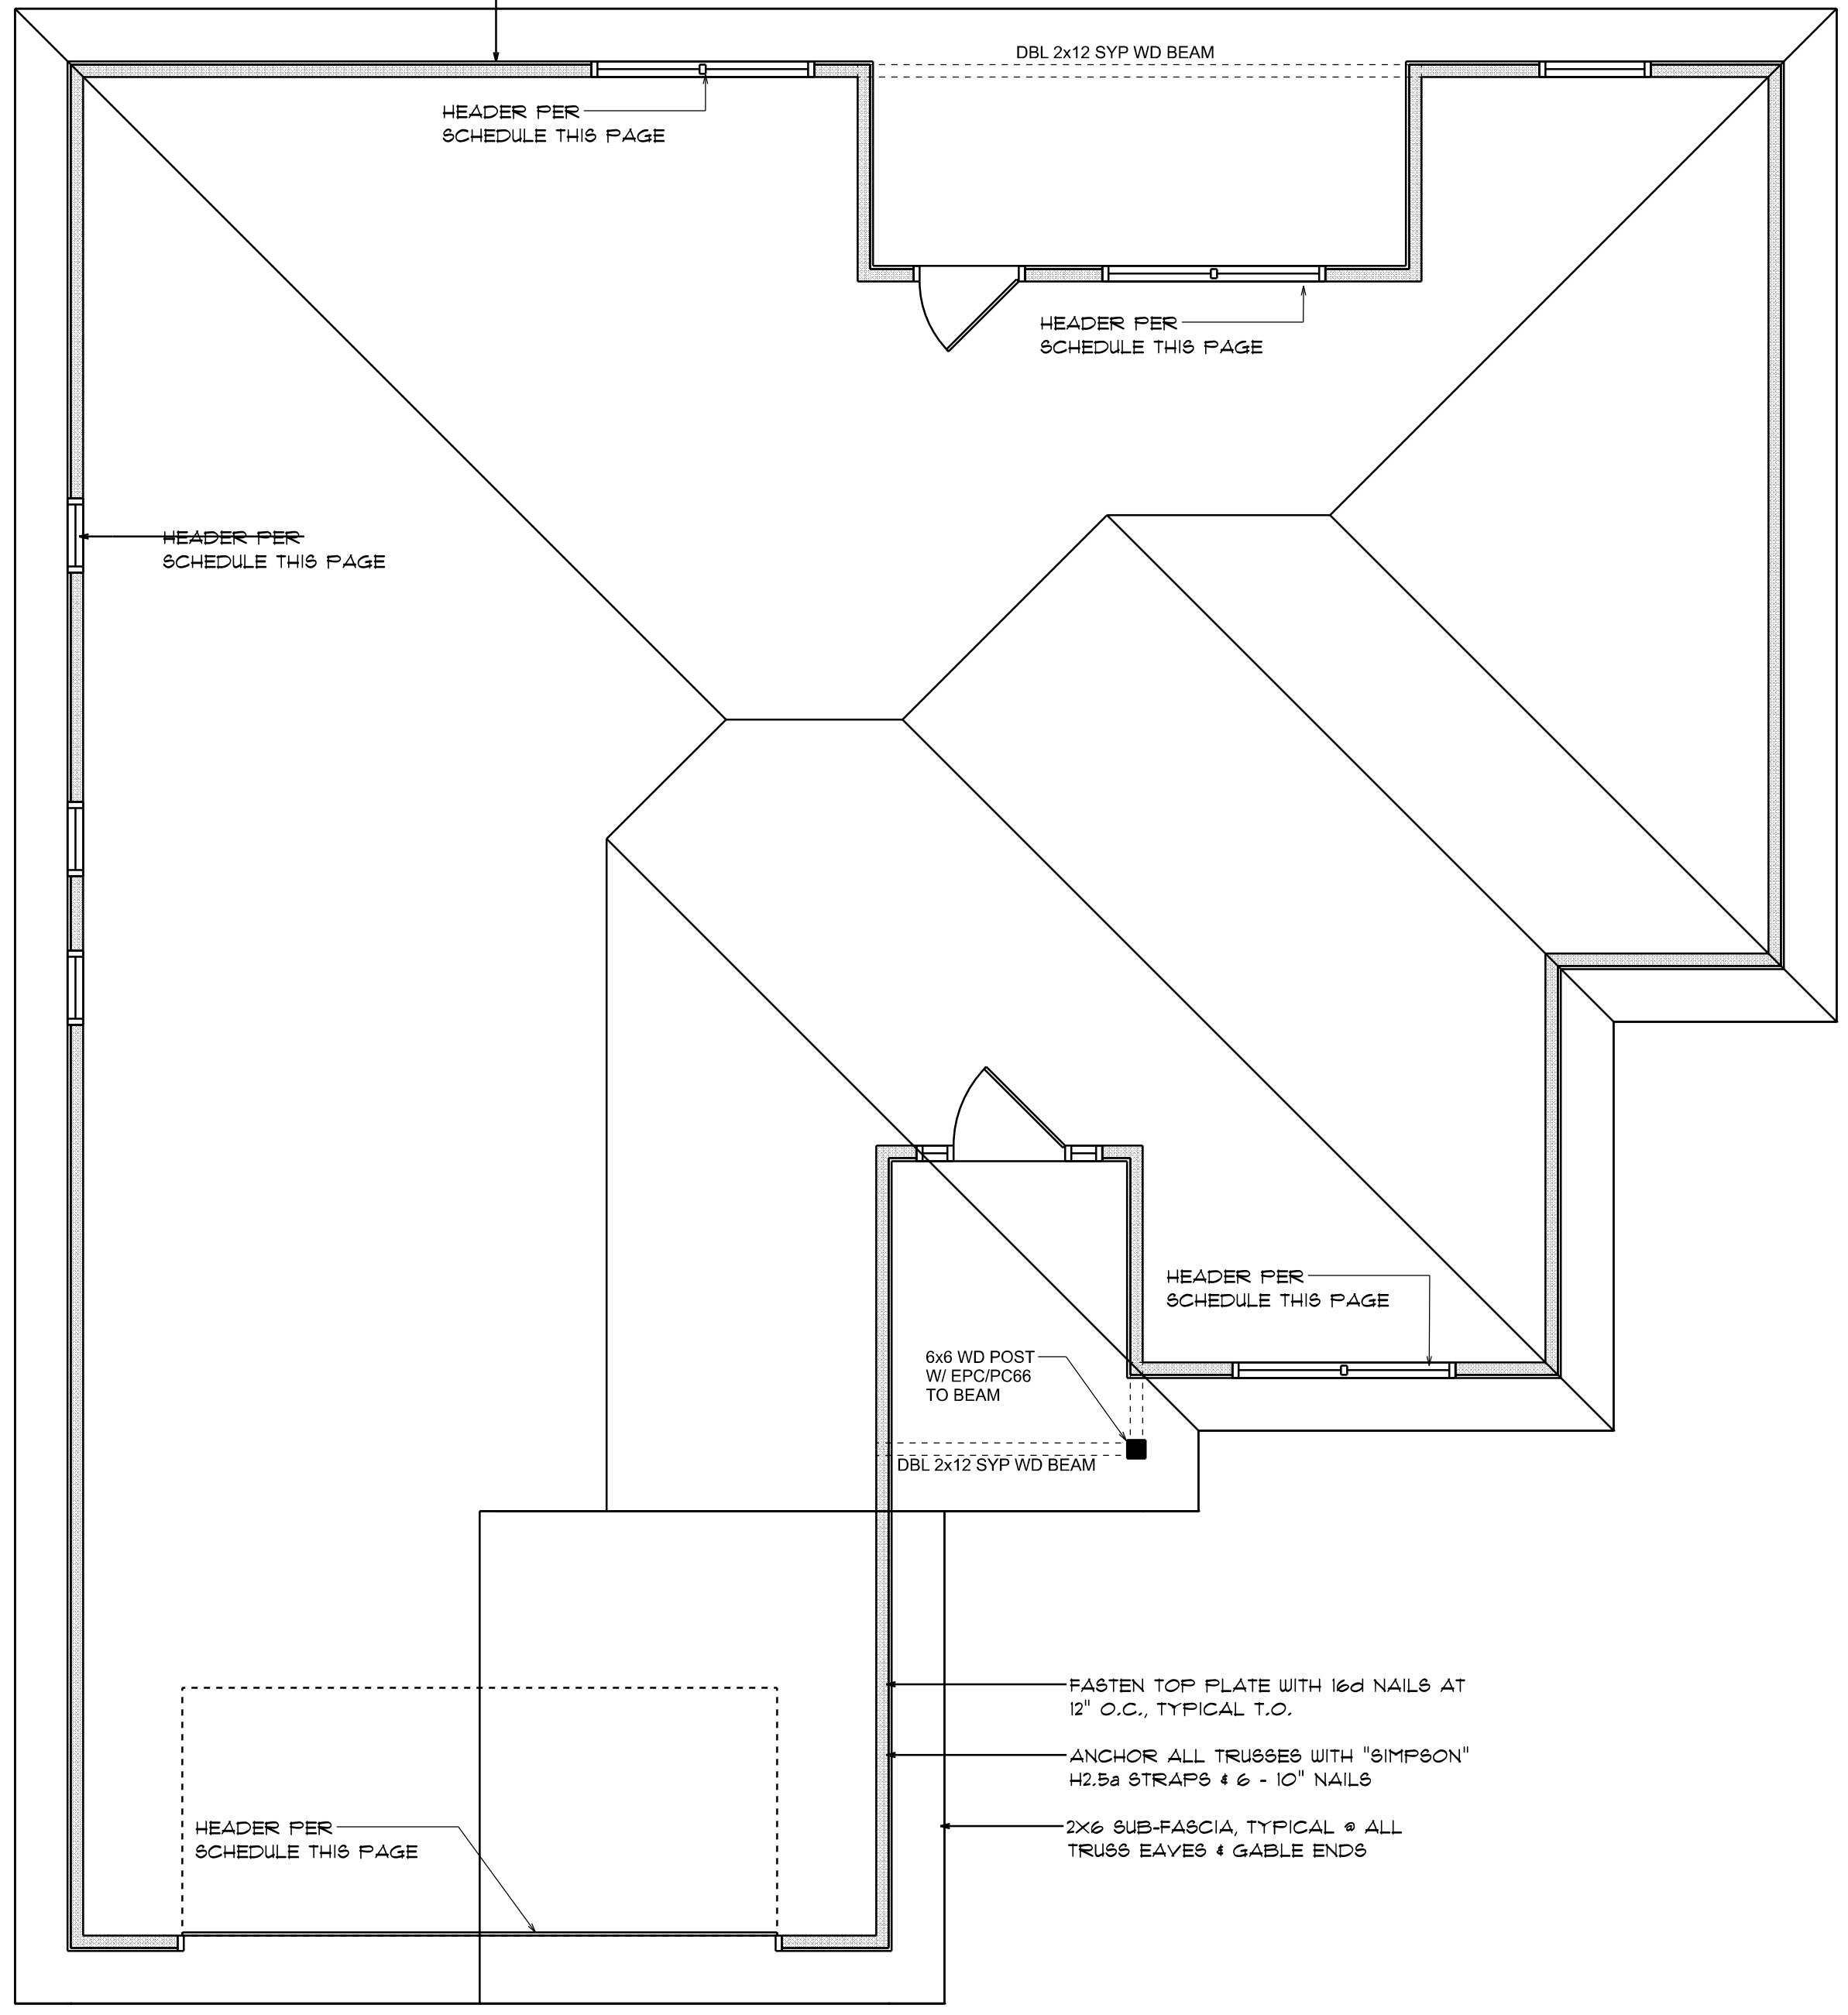 DBL 2x12 SYP WD BEAM
HEADER PER
SCHEDULE THIS PAGE
HEADER PER
SCHEDULE THIS PAGE
HEADER PER
SCHEDULE THIS PAGE
HEADER PER
SCHEDULE THIS PAGE
6x6 WD POST
W/ EPC/PC66
TO BEAM
DBL 2x12 SYP WD BEAM
FASTEN TOP PLATE WITH 16d NAILS AT
12" O.C., TYPICAL T.O.
ANCHOR ALL TRUSSES WITH "SIMPSON"
H2.5a STRAPS & 6 - 10" NAILS
2X6 SUB-FASCIA, TYPICAL @ ALL
TRUSS EAVES & GABLE ENDS
HEADER PER
SCHEDULE THIS PAGE